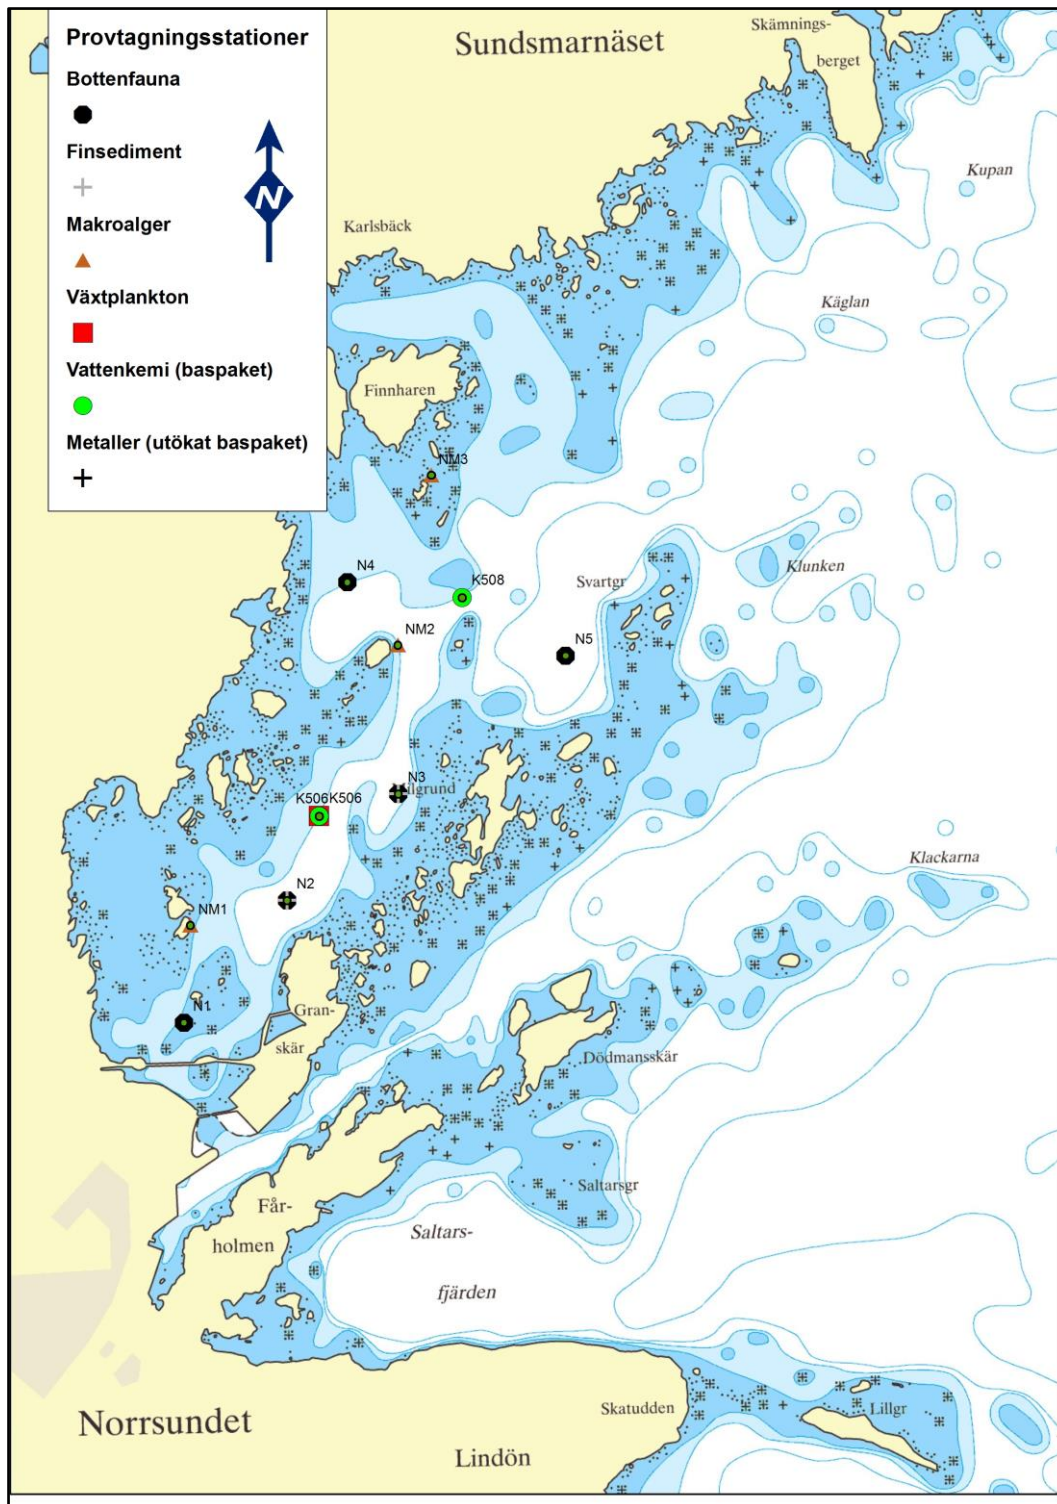 Provtagningsstationer
Bottenfauna
Finsediment
Makroalger
Växtplankton
Vattenkemi (baspaket)
Metaller (utökat baspaket)
N
Sundsmarnäset
Skämnings-
berget
Kupan
Karlsbäck
Käglan
Finnharen
NM3
Klunken
N4
K508
Svartgr
NM2
N5
N3
K506K506
Klackarna
N2
NM1
N1
Gran-
skär
Dödmansskär
Saltarsgr
Får-
holmen
Saltars-
fjärden
Skatudden
Lillgr
Norrsundet
Lindön